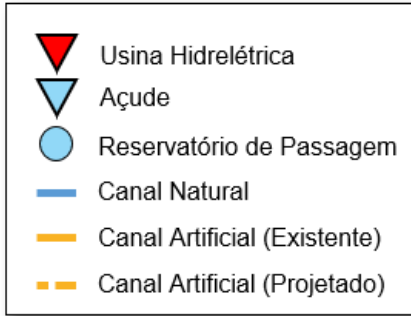 Usina Hidrelétrica
Açude
Reservatório de Passagem
Canal Natural
Canal Artificial (Existente)
Canal Artificial (Projetado)